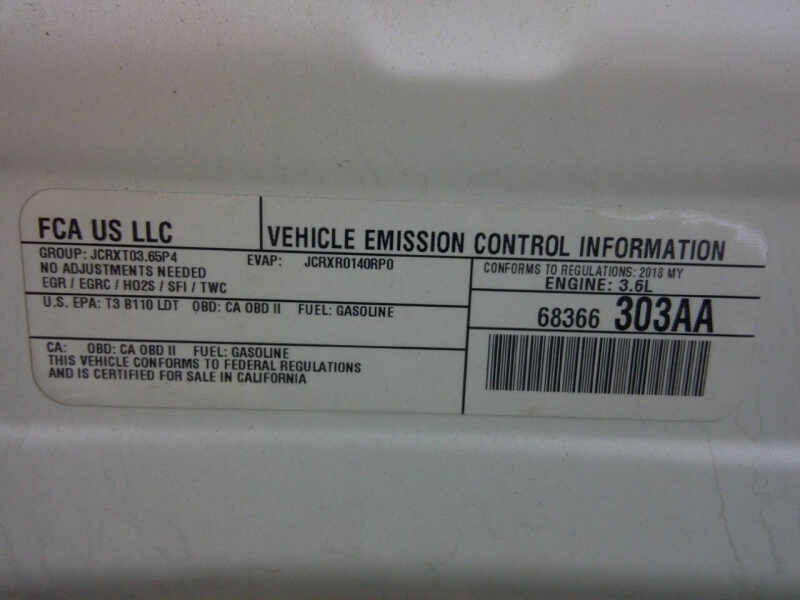 FCA US LLC
VEHICLE EMISSION CONTROL INFORMATION
GROUP: JCRXT03.65P4 EVAP: JCRXR0140RP0
NO ADJUSTMENTS NEEDED
EGR / EGRC / HO2S / SFI / TWC
CONFORMS TO REGULATIONS: 2018 MY
ENGINE: 3.6L
U.S. EPA: T3 B110 LDT OBD: CA OBD II FUEL: GASOLINE
68366 303AA
CA: OBD: CA OBD II FUEL: GASOLINE
THIS VEHICLE CONFORMS TO FEDERAL REGULATIONS
AND IS CERTIFIED FOR SALE IN CALIFORNIA